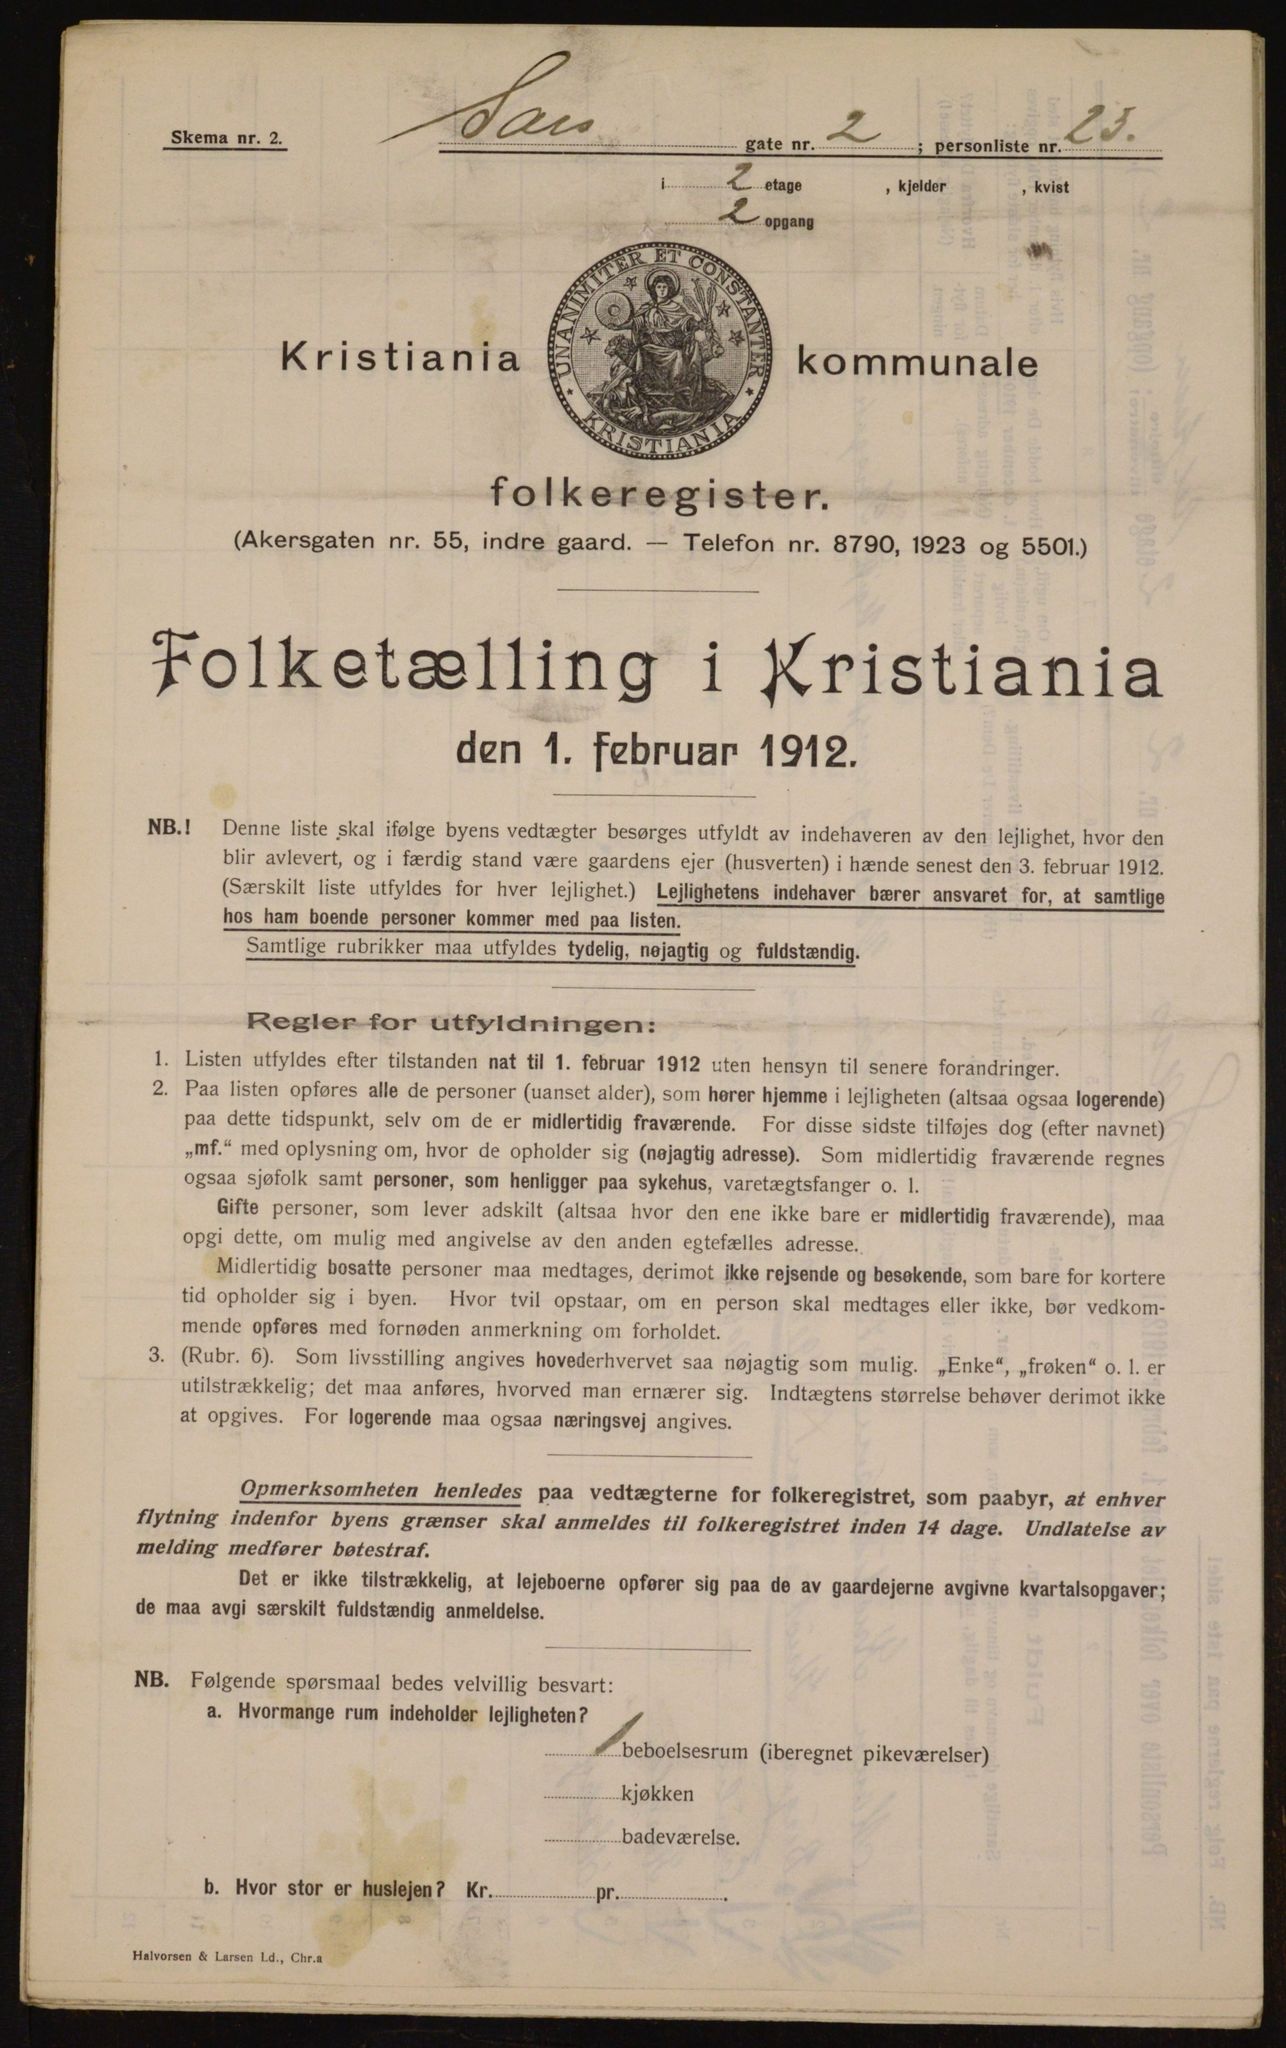 Skema nr. 2.
Sars gate nr. 2 ; personliste nr. 23.
i 2 etage , kjelder , kvist
2 opgang
UNANIMITER ET CONSTANTER
KRISTIANIA
Kristiania kommunale
folkeregister.
(Akersgaten nr. 55, indre gaard. — Telefon nr. 8790, 1923 og 5501.)
Folketælling i Kristiania
den 1. februar 1912.
NB.! Denne liste skal ifølge byens vedtægter besørges utfyldt av indehaveren av den lejlighet, hvor den
blir avlevert, og i færdig stand være gaardens ejer (husverten) i hænde senest den 3. februar 1912.
(Særskilt liste utfyldes for hver lejlighet.) Lejlighetens indehaver bærer ansvaret for, at samtlige
hos ham boende personer kommer med paa listen.
Samtlige rubrikker maa utfyldes tydelig, nøjagtig og fuldstændig.
Regler for utfyldningen:
1. Listen utfyldes efter tilstanden nat til 1. februar 1912 uten hensyn til senere forandringer.
2. Paa listen opføres alle de personer (uanset alder), som hører hjemme i lejligheten (altsaa ogsaa logerende)
paa dette tidspunkt, selv om de er midlertidig fraværende. For disse sidste tilføjes dog (efter navnet)
„mf.“ med oplysning om, hvor de opholder sig (nøjagtig adresse). Som midlertidig fraværende regnes
ogsaa sjøfolk samt personer, som henligger paa sykehus, varetægtsfanger o. l.
Gifte personer, som lever adskilt (altsaa hvor den ene ikke bare er midlertidig fraværende), maa
opgi dette, om mulig med angivelse av den anden egtefælles adresse.
Midlertidig bosatte personer maa medtages, derimot ikke rejsende og besøkende, som bare for kortere
tid opholder sig i byen. Hvor tvil opstaar, om en person skal medtages eller ikke, bør vedkom-
mende opføres med fornøden anmerkning om forholdet.
3. (Rubr. 6). Som livsstilling angives hovederhvervet saa nøjagtig som mulig. „Enke“, „frøken“ o. l. er
utilstrækkelig; det maa anføres, hvorved man ernærer sig. Indtægtens størrelse behøver derimot ikke
at opgives. For logerende maa ogsaa næringsvej angives.
Opmerksomheten henledes paa vedtægterne for folkeregistret, som paabyr, at enhver
flytning indenfor byens grænser skal anmeldes til folkeregistret inden 14 dage. Undlatelse av
melding medfører bøtestraf.
Det er ikke tilstrækkelig, at lejeboerne opfører sig paa de av gaardejerne avgivne kvartalsopgaver;
de maa avgi særskilt fuldstændig anmeldelse.
NB. Følgende spørsmaal bedes velvillig besvart:
a. Hvormange rum indeholder lejligheten?
1 beboelsesrum (iberegnet pikeværelser)
kjøkken
badeværelse.
b. Hvor stor er huslejen? Kr. pr.
Halvorsen & Larsen Ld., Chr.a